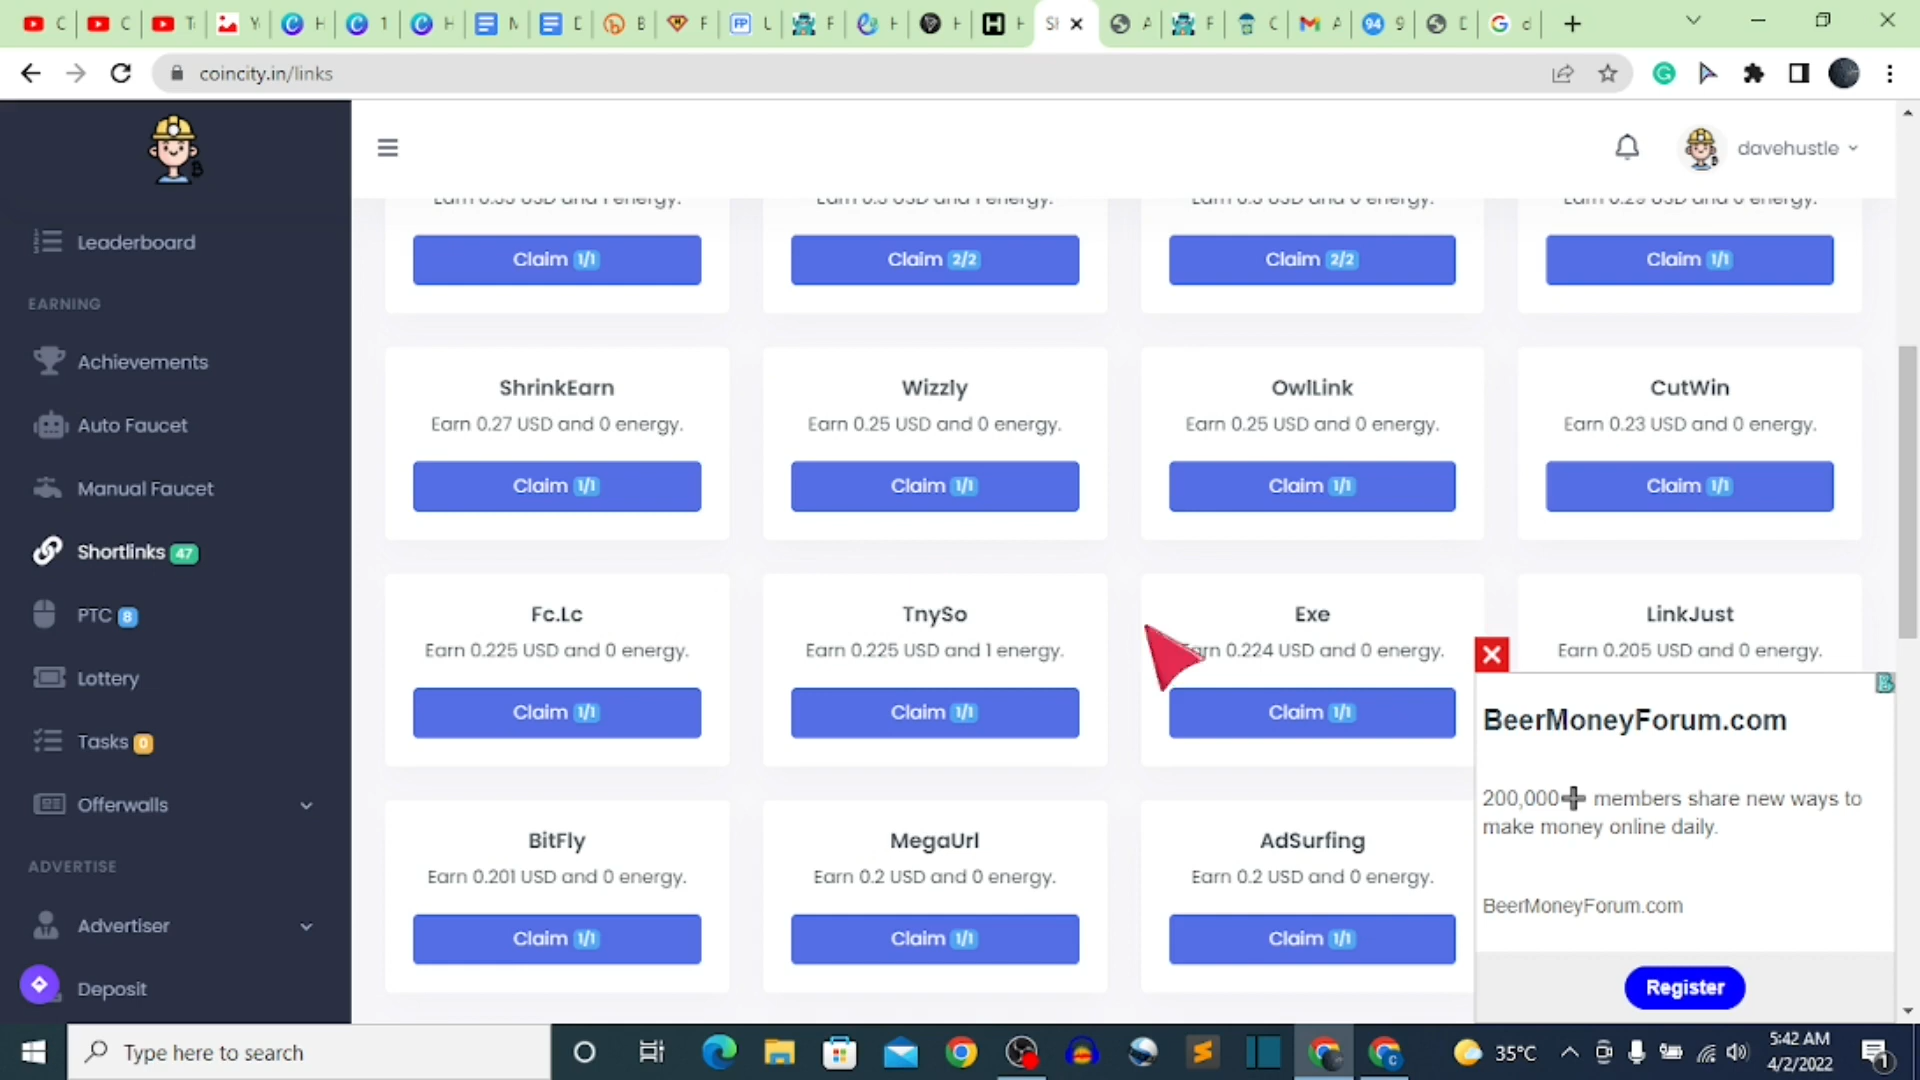 coincity.in/links
davehustle
Leaderboard
EARNING
Achievements
Auto Faucet
Manual Faucet
Shortlinks 47
PTC 8
Lottery
Tasks 0
Offerwalls
ADVERTISE
Advertiser
Deposit
Claim 1/1
Claim 2/2
Claim 2/2
Claim 1/1
ShrinkEarn
Earn 0.27 USD and 0 energy.
Claim 1/1
Wizzly
Earn 0.25 USD and 0 energy.
Claim 1/1
OwlLink
Earn 0.25 USD and 0 energy.
Claim 1/1
CutWin
Earn 0.23 USD and 0 energy.
Claim 1/1
Fc.Lc
Earn 0.225 USD and 0 energy.
Claim 1/1
TnySo
Earn 0.225 USD and 1 energy.
Claim 1/1
Exe
Earn 0.224 USD and 0 energy.
Claim 1/1
LinkJust
Earn 0.205 USD and 0 energy.
BitFly
Earn 0.201 USD and 0 energy.
Claim 1/1
MegaUrl
Earn 0.2 USD and 0 energy.
Claim 1/1
AdSurfing
Earn 0.2 USD and 0 energy.
Claim 1/1
BeerMoneyForum.com
200,000➕ members share new ways to
make money online daily.
BeerMoneyForum.com
Register
Type here to search
35°C
5:42 AM
4/2/2022
1